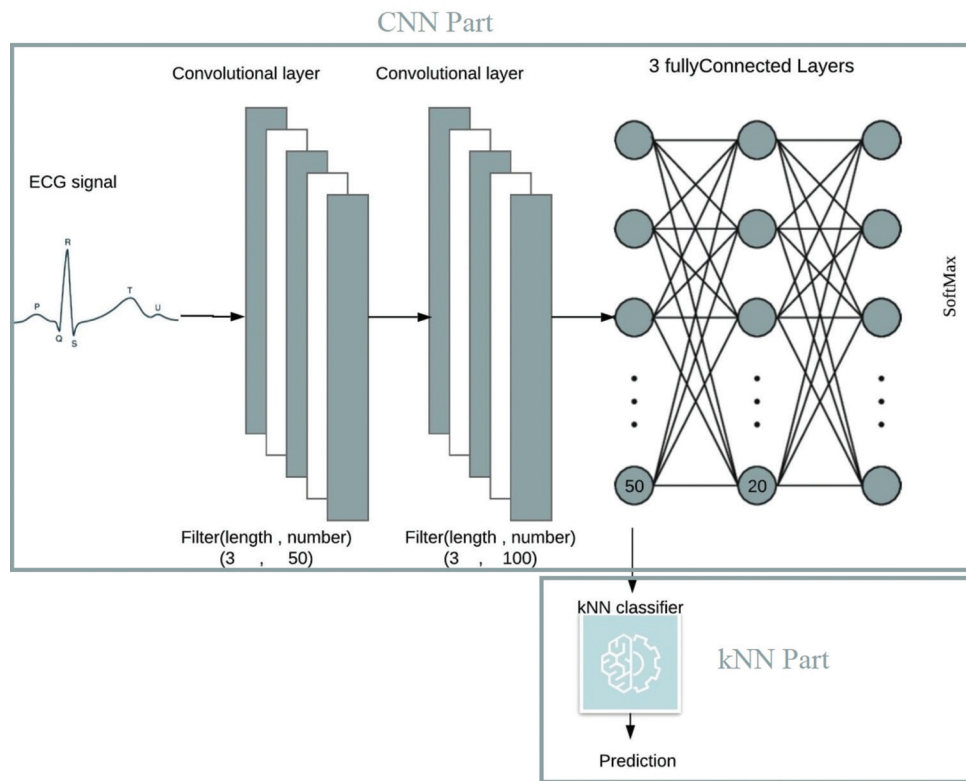 CNN Part
Convolutional layer
Convolutional layer
3 fullyConnected Layers
ECG signal
R
P
T
U
Q
S
SoftMax
50
20
Filter(length , number)
(3 , 50)
Filter(length , number)
(3 , 100)
kNN classifier
kNN Part
Prediction